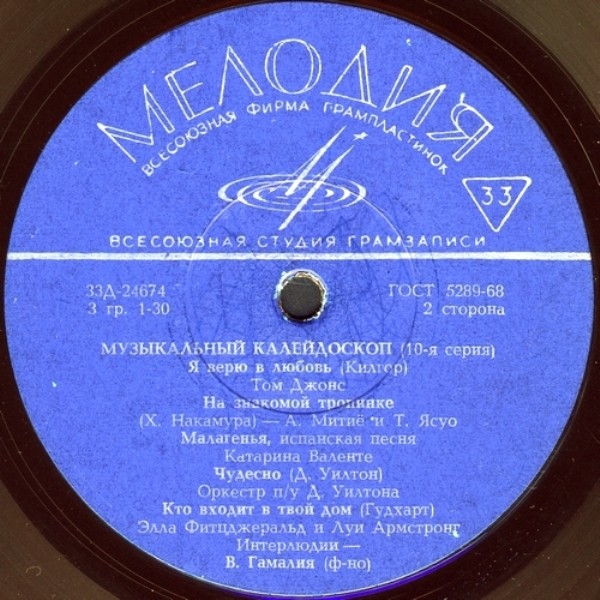 МЕЛОДИЯ
ВСЕСОЮЗНАЯ ФИРМА ГРАМПЛАСТИНОК
33
ВСЕСОЮЗНАЯ СТУДИЯ ГРАМЗАПИСИ
33Д-24674 ГОСТ 5289-68
3 гр. 1-30 2 сторона
МУЗЫКАЛЬНЫЙ КАЛЕЙДОСКОП (10-я серия)
Я верю в любовь (Килгор)
Том Джонс
На знакомой тропинке
(Х. Накамура) — А. Митиё и Т. Ясуо
Малагенья, испанская песня
Катарина Валенте
Чудесно (Д. Уилтон)
Оркестр п/у Д. Уилтона
Кто входит в твой дом (Гудхарт)
Элла Фитцджеральд и Луи Армстронг
Интерлюдии —
В. Гамалия (ф-но)